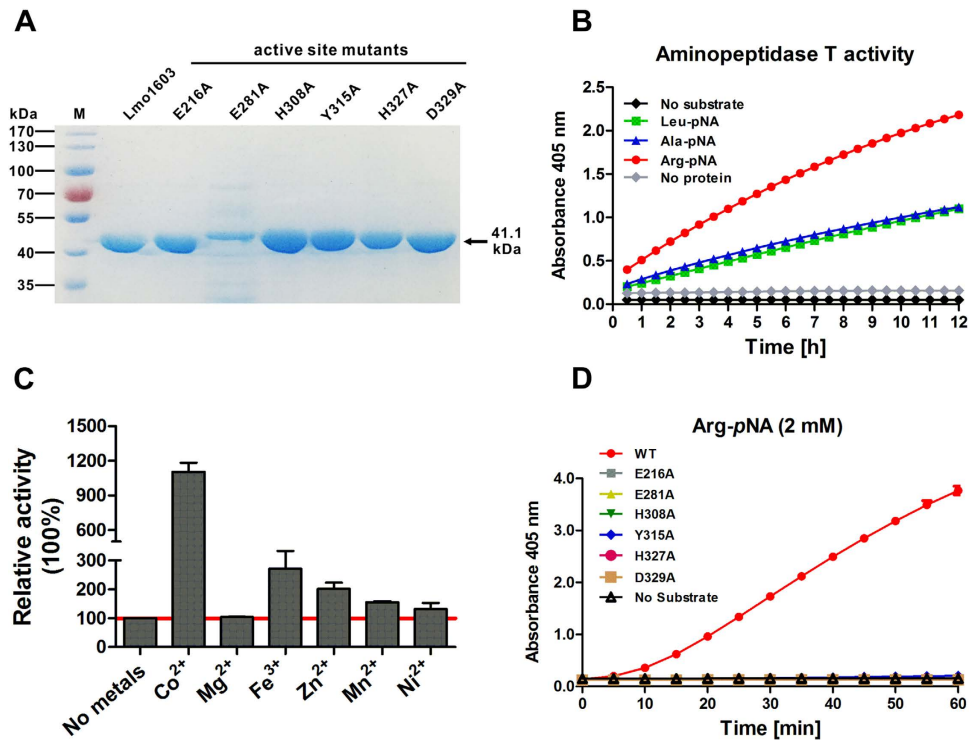 A
active site mutants
kDa M Lmo1603 E216A E281A H308A Y315A H327A D329A
170
130
100
70
55
40
35
41.1
kDa
B
Aminopeptidase T activity
No substrate
Leu-pNA
Ala-pNA
Arg-pNA
No protein
Absorbance 405 nm
2.5
2.0
1.5
1.0
0.5
0.0
0 1 2 3 4 5 6 7 8 9 10 11 12
Time [h]
C
Relative activity
(100%)
1500
1200
900
300
200
100
0
No metals Co2+ Mg2+ Fe3+ Zn2+ Mn2+ Ni2+
D
Arg-pNA (2 mM)
WT
E216A
E281A
H308A
Y315A
H327A
D329A
No Substrate
Absorbance 405 nm
4.0
3.0
2.0
1.0
0.0
0 10 20 30 40 50 60
Time [min]